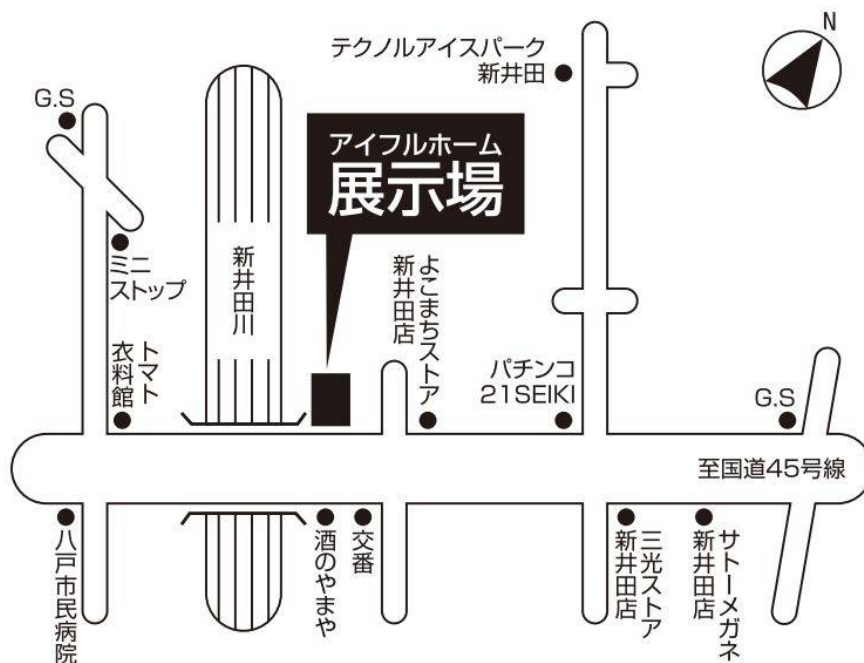 N
テクノルアイスパーク
新井田
G.S
アイフルホーム
展示場
ミニ
ストップ
新井田川
よこまちストア
新井田店
トマト
衣料館
パチンコ
21SEIKI
G.S
至国道45号線
八戸市民病院
酒のやまや
交番
三光ストア
新井田店
サトーメガネ
新井田店